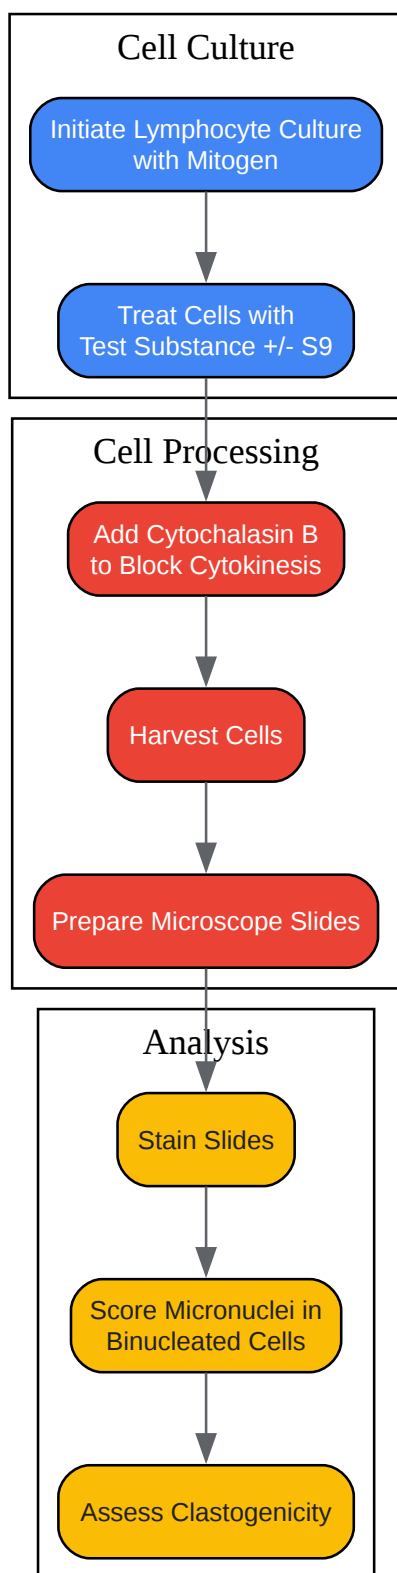 Cell Culture
Initiate Lymphocyte Culture
with Mitogen
Treat Cells with
Test Substance +/- S9
Cell Processing
Add Cytochalasin B
to Block Cytokinesis
Harvest Cells
Prepare Microscope Slides
Analysis
Stain Slides
Score Micronuclei in
Binucleated Cells
Assess Clastogenicity